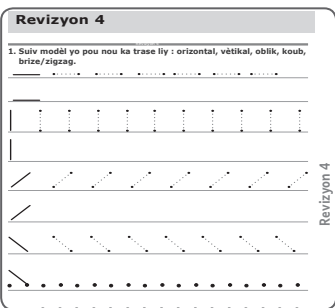 Revizyon 4
1. Suiv modèl yo pou nou ka trase liy : orizontal, vètikal, oblik, koub,
brize/zigzag.
Revizyon 4